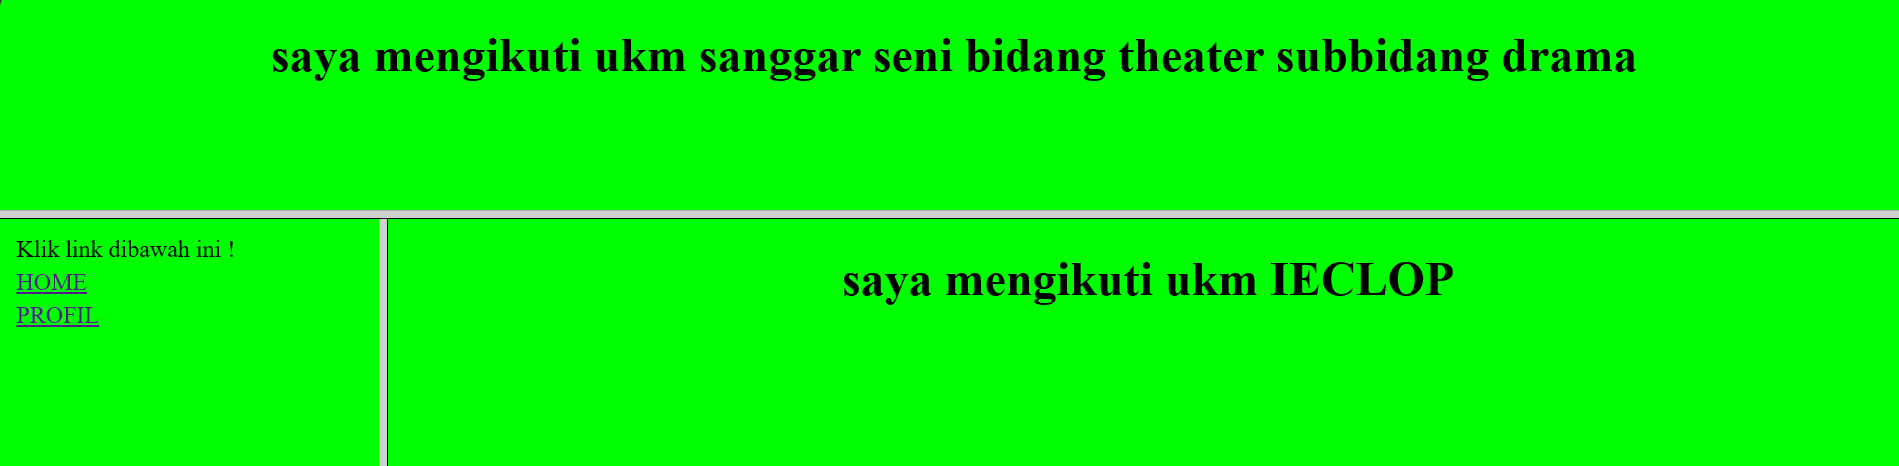 saya mengikuti ukm sanggar seni bidang theater subbidang drama
Klik link dibawah ini !
HOME
PROFIL
saya mengikuti ukm IECLOP